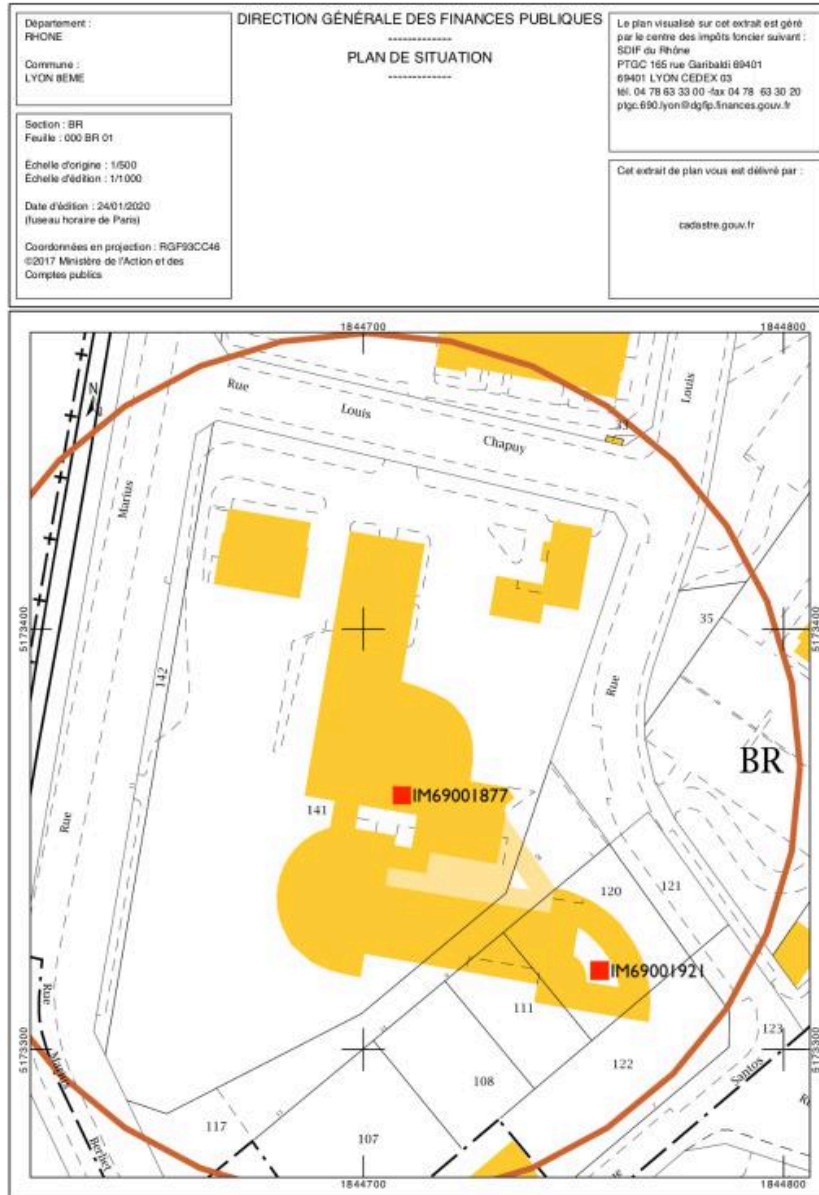 Département :
RHONE
Commune :
LYON 8EME
Section : BR
Feuille : 000 BR 01
Échelle d'origine : 1/500
Échelle d'édition : 1/1000
Date d'édition : 24/01/2020
(fuseau horaire de Paris)
Coordonnées en projection : RGF93CC46
©2017 Ministère de l'Action et des
Comptes publics
DIRECTION GÉNÉRALE DES FINANCES PUBLIQUES
-------------
PLAN DE SITUATION
-------------
Le plan visualisé sur cet extrait est géré
par le centre des impôts foncier suivant :
SDIF du Rhône
PTGC 165 rue Garibaldi 69401
69401 LYON CEDEX 03
tél. 04 78 63 33 00 -fax 04 78 63 30 20
ptgc.690.lyon@dgfip.finances.gouv.fr
Cet extrait de plan vous est délivré par :
cadastre.gouv.fr
1844700
1844800
N
Rue
Louis
Chapuy
33
Louis
Marius
5173400
5173400
35
142
Rue
BR
IM69001877
141
Rue
120
121
IM69001921
111
Rue
Marius
Berliet
5173300
5173300
123
122
Santos
108
117
107
1844700
1844800